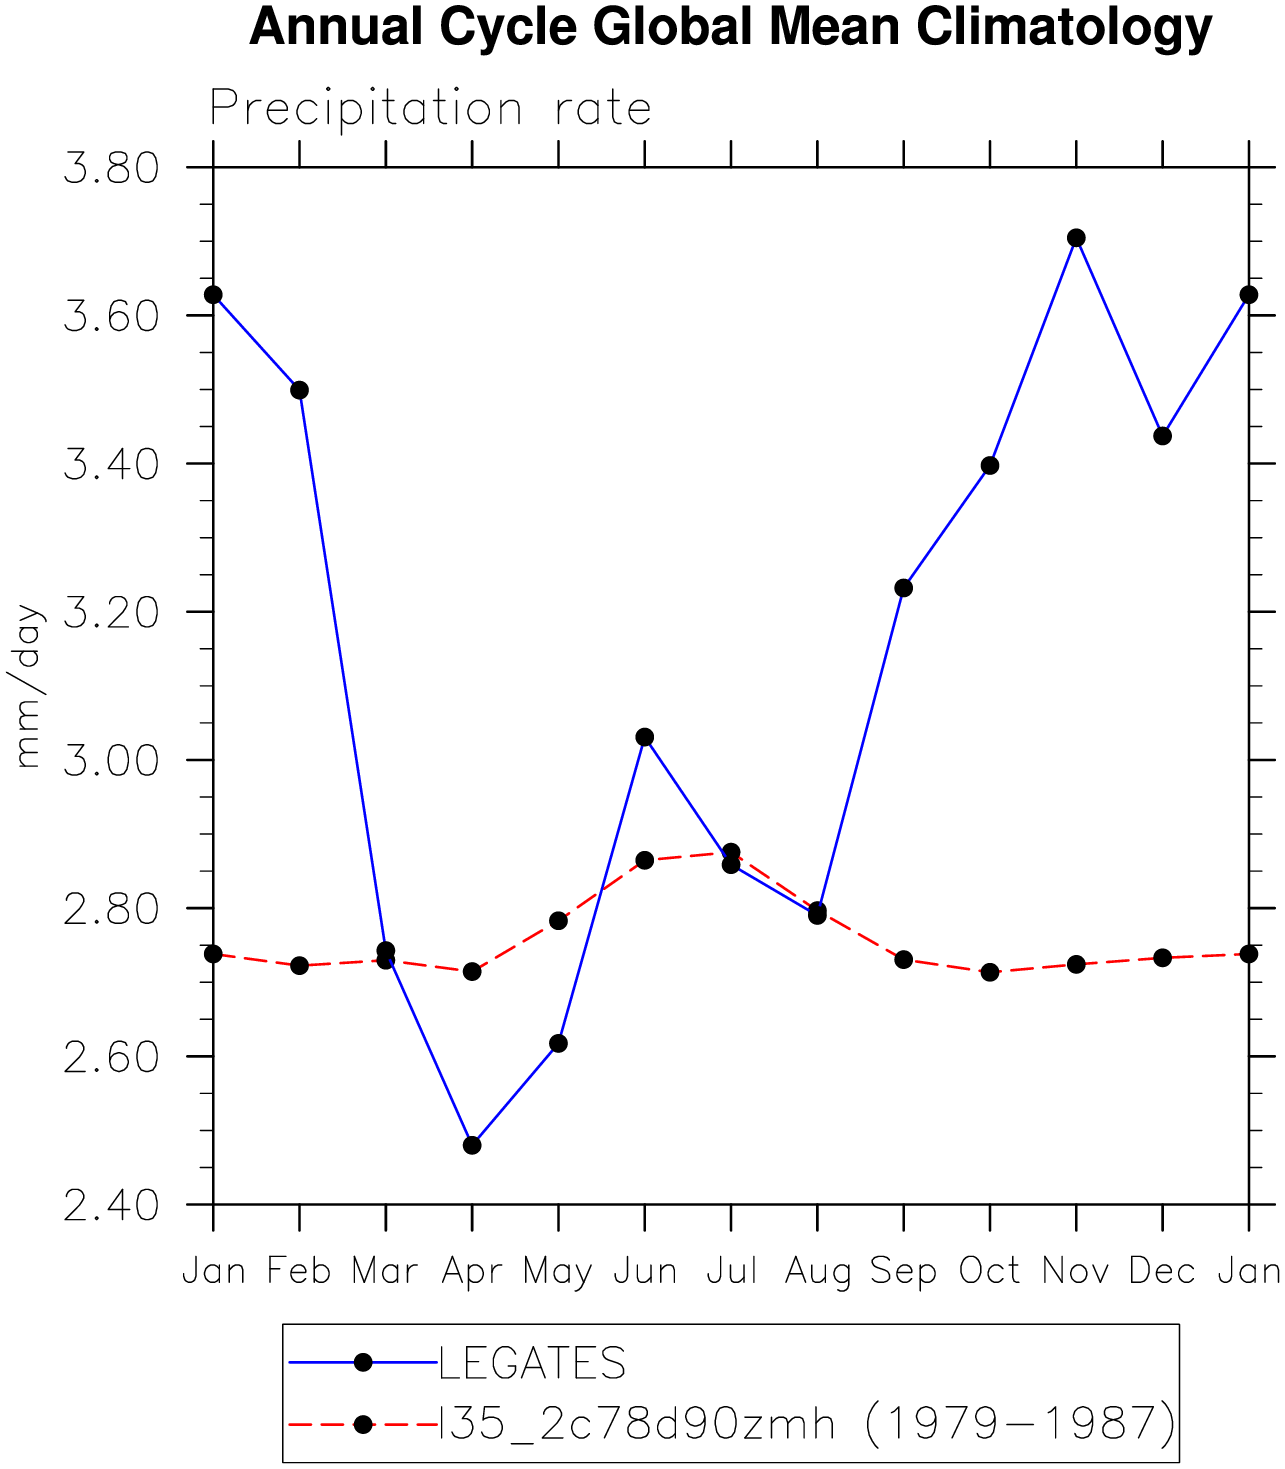 Annual Cycle Global Mean Climatology
Precipitation rate
3.80
3.60
3.40
3.20
3.00
2.80
2.60
2.40
mm/day
Jan Feb Mar Apr May Jun Jul Aug Sep Oct Nov Dec Jan
LEGATES
I35_2c78d90zmh (1979-1987)